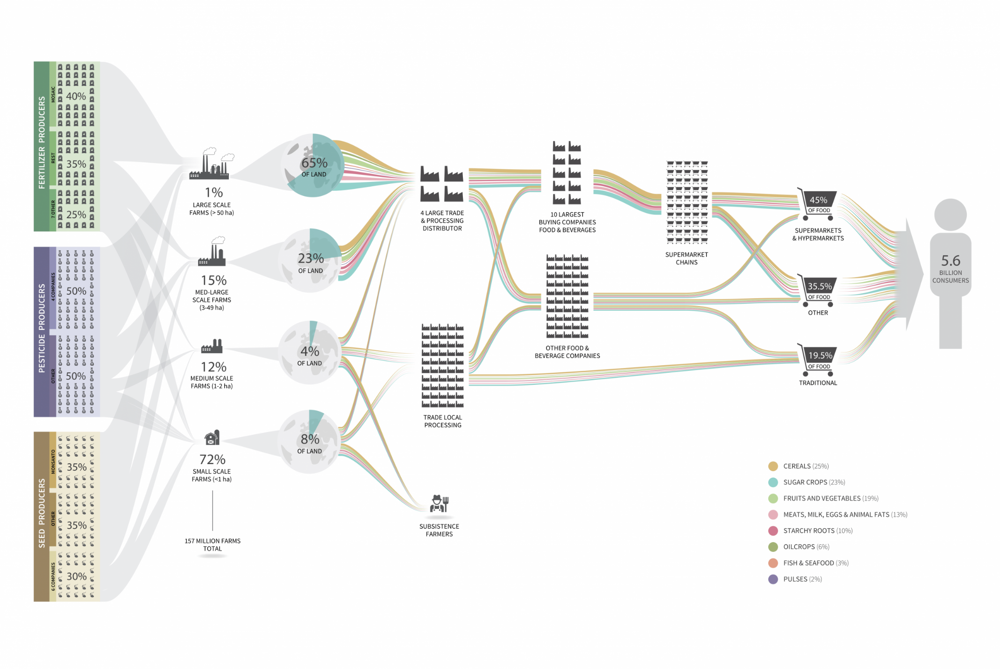 FERTILIZER PRODUCERS
MOSAIC
40%
REST
35%
7 OTHER
25%
PESTICIDE PRODUCERS
4 COMPANIES
50%
OTHER
50%
SEED PRODUCERS
MONSANTO
35%
OTHER
35%
6 COMPANIES
30%
1%
LARGE SCALE
FARMS (> 50 ha)
15%
MED-LARGE
SCALE FARMS
(3-49 ha)
12%
MEDIUM SCALE
FARMS (1-2 ha)
72%
SMALL SCALE
FARMS (<1 ha)
157 MILLION FARMS
TOTAL
65%
OF LAND
23%
OF LAND
4%
OF LAND
8%
OF LAND
4 LARGE TRADE
& PROCESSING
DISTRIBUTOR
TRADE LOCAL
PROCESSING
SUBSISTENCE
FARMERS
10 LARGEST
BUYING COMPANIES
FOOD & BEVERAGES
OTHER FOOD &
BEVERAGE COMPANIES
SUPERMARKET
CHAINS
45%
OF FOOD
SUPERMARKETS
& HYPERMARKETS
35.5%
OF FOOD
OTHER
19.5%
OF FOOD
TRADITIONAL
5.6
BILLION
CONSUMERS
CEREALS (25%)
SUGAR CROPS (23%)
FRUITS AND VEGETABLES (19%)
MEATS, MILK, EGGS & ANIMAL FATS (13%)
STARCHY ROOTS (10%)
OILCROPS (6%)
FISH & SEAFOOD (3%)
PULSES (2%)